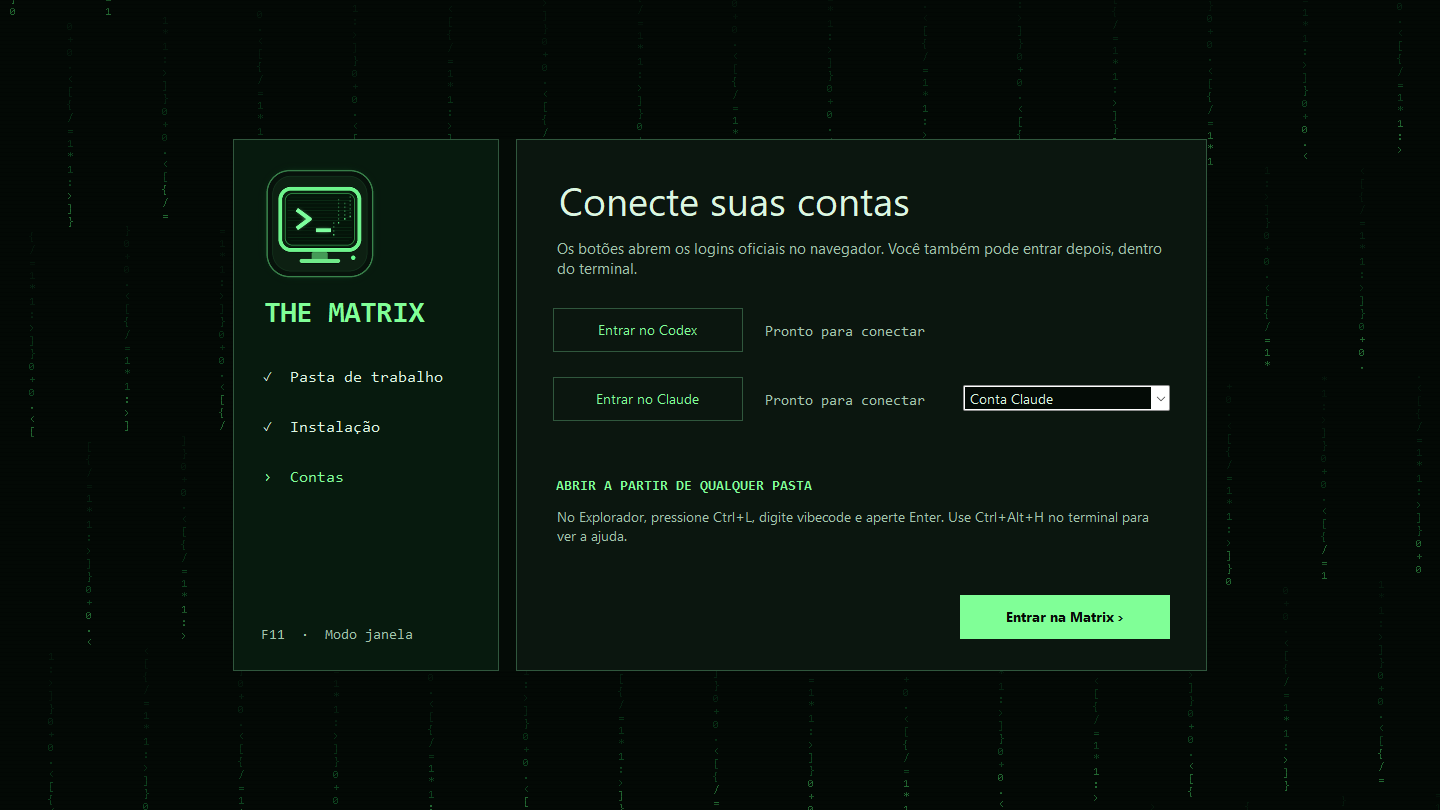 THE MATRIX
✓ Pasta de trabalho
✓ Instalação
› Contas
F11 · Modo janela
Conecte suas contas
Os botões abrem os logins oficiais no navegador. Você também pode entrar depois, dentro
do terminal.
Entrar no Codex
Pronto para conectar
Entrar no Claude
Pronto para conectar
Conta Claude
ABRIR A PARTIR DE QUALQUER PASTA
No Explorador, pressione Ctrl+L, digite vibecode e aperte Enter. Use Ctrl+Alt+H no terminal para
ver a ajuda.
Entrar na Matrix ›